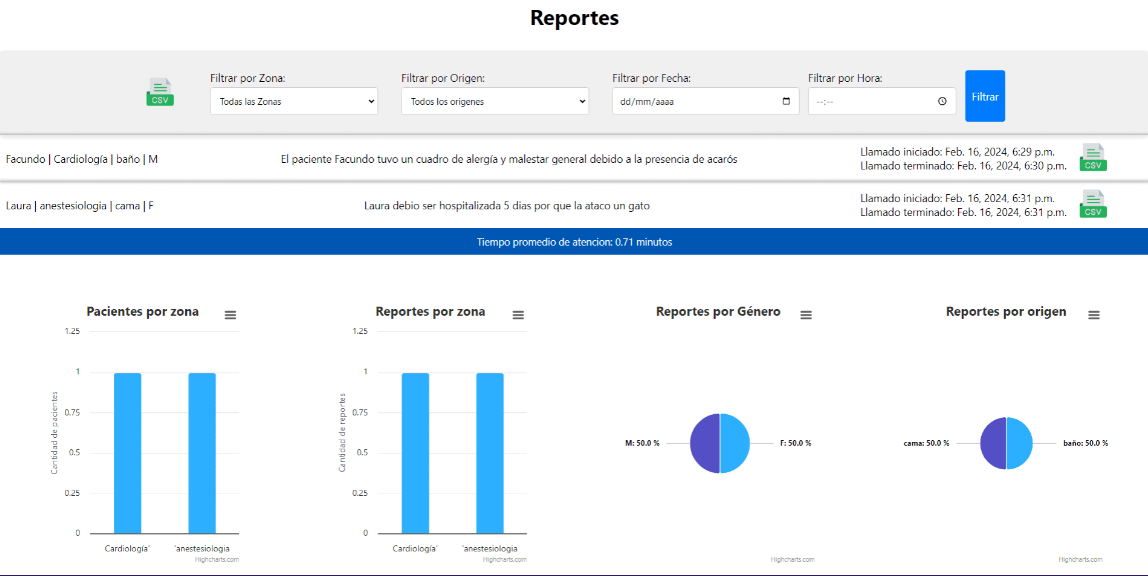 Reportes
Filtrar por Zona:
Filtrar por Origen:
Filtrar por Fecha:
Filtrar por Hora:
CSV
Todas las Zonas
Todos los origenes
dd/mm/aaaa
--:--
Filtrar
Facundo | Cardiología | baño | M
El paciente Facundo tuvo un cuadro de alergía y malestar general debido a la presencia de acarós
Llamado iniciado: Feb. 16, 2024, 6:29 p.m.
Llamado terminado: Feb. 16, 2024, 6:30 p.m.
CSV
Laura | anestesiologia | cama | F
Laura debio ser hospitalizada 5 dias por que la ataco un gato
Llamado iniciado: Feb. 16, 2024, 6:31 p.m.
Llamado terminado: Feb. 16, 2024, 6:31 p.m.
CSV
Tiempo promedio de atencion: 0.71 minutos
Pacientes por zona
Cantidad de pacientes
1.25
1
0.75
0.5
0.25
0
Cardiología'
'anestesiologia
Highcharts.com
Reportes por zona
Cantidad de reportes
1.25
1
0.75
0.5
0.25
0
Cardiología'
'anestesiologia
Highcharts.com
Reportes por Género
M: 50.0 %
F: 50.0 %
Highcharts.com
Reportes por origen
cama: 50.0 %
baño: 50.0 %
Highcharts.com